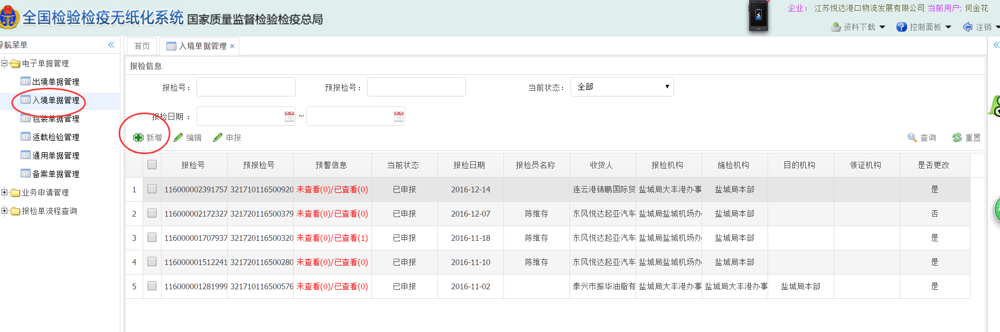 全国检验检疫无纸化系统 国家质量监督检验检疫总局
企业： 江苏悦达港口物流发展有限公司 当前用户: 何金花
资料下载 控制面板 注销
导航菜单
首页 入境单据管理
电子单据管理
出境单据管理
入境单据管理
包装单据管理
适载检验管理
通用单据管理
备案单据管理
业务申请管理
报检单流程查询
报检信息
报检号： 预报检号： 当前状态： 全部
报检日期 ： ~
新增 编辑 申报 查询 重置
报检号 预报检号 预警信息 当前状态 报检日期 报检员名称 收货人 报检机构 施检机构 目的机构 领证机构 是否更改
1 116000002391757 321710116500920 未查看(0)/已查看(0) 已申报 2016-12-14 连云港锦鹏国际贸 盐城局大丰港办事 盐城局本部 是
2 116000002172327 321720116500379 未查看(0)/已查看(0) 已申报 2016-12-07 陈维存 东风悦达起亚汽车 盐城局盐城机场办 盐城局本部 否
3 116000001707937 321720116500320 未查看(0)/已查看(1) 已申报 2016-11-18 陈维存 东风悦达起亚汽车 盐城局盐城机场办 盐城局本部 是
4 116000001512241 321720116500280 未查看(0)/已查看(0) 已申报 2016-11-10 陈维存 东风悦达起亚汽车 盐城局盐城机场办 盐城局本部 是
5 116000001281999 321710116500576 未查看(0)/已查看(0) 已申报 2016-11-02 泰兴市振华油脂有 盐城局大丰港办事 盐城局大丰港办事 盐城局本部 是